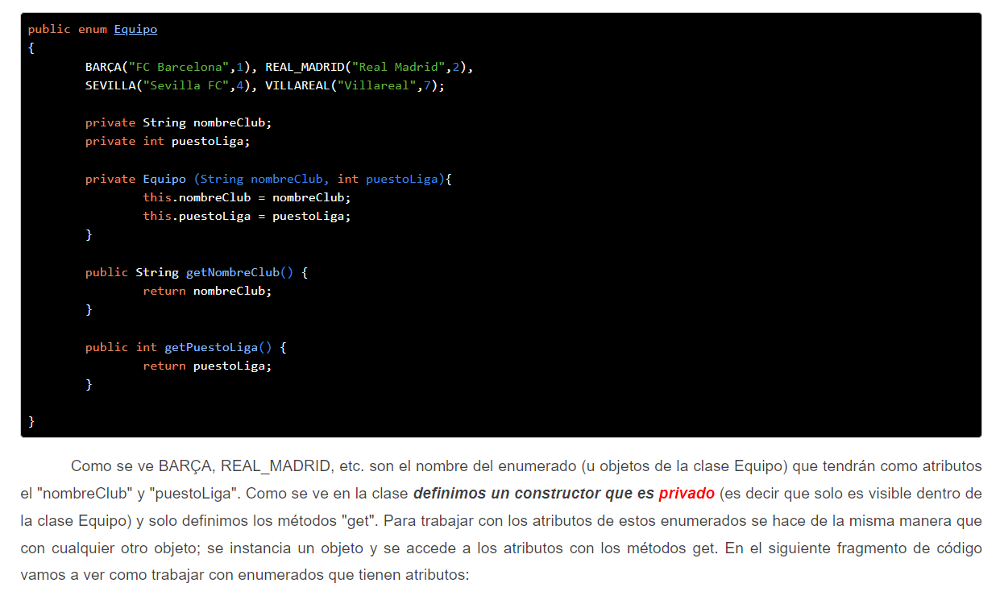 public enum Equipo
{
BARÇA("FC Barcelona",1), REAL_MADRID("Real Madrid",2),
SEVILLA("Sevilla FC",4), VILLAREAL("Villareal",7);
private String nombreClub;
private int puestoLiga;
private Equipo (String nombreClub, int puestoLiga){
this.nombreClub = nombreClub;
this.puestoLiga = puestoLiga;
}
public String getNombreClub() {
return nombreClub;
}
public int getPuestoLiga() {
return puestoLiga;
}
}
Como se ve BARÇA, REAL_MADRID, etc. son el nombre del enumerado (u objetos de la clase Equipo) que tendrán como atributos
el "nombreClub" y "puestoLiga". Como se ve en la clase definimos un constructor que es privado (es decir que solo es visible dentro de
la clase Equipo) y solo definimos los métodos "get". Para trabajar con los atributos de estos enumerados se hace de la misma manera que
con cualquier otro objeto; se instancia un objeto y se accede a los atributos con los métodos get. En el siguiente fragmento de código
vamos a ver como trabajar con enumerados que tienen atributos: